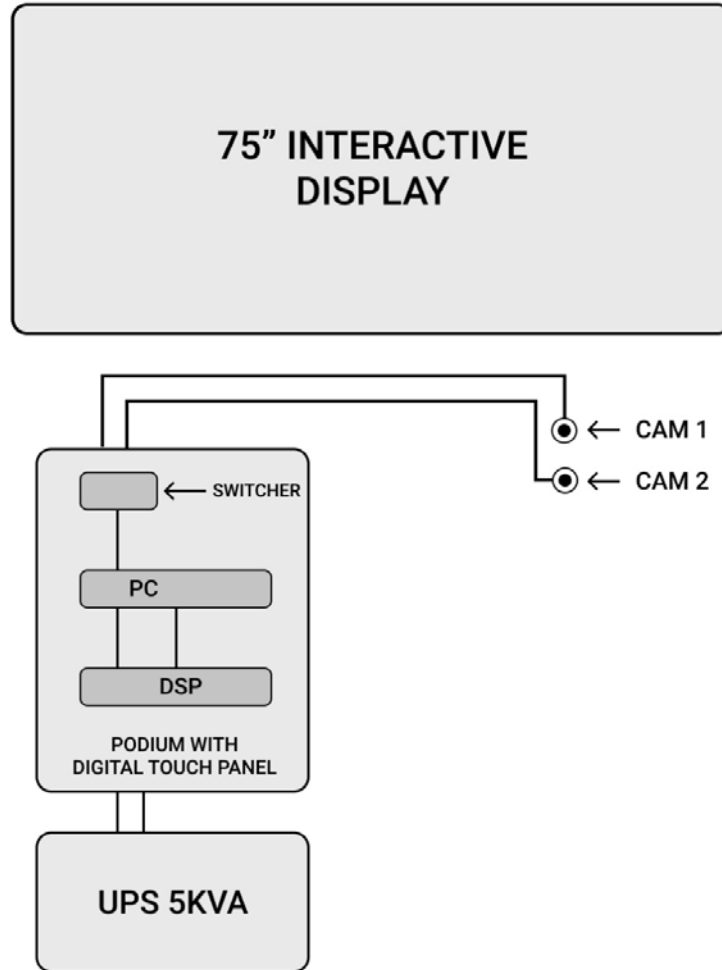 75” INTERACTIVE
DISPLAY
CAM 1
CAM 2
SWITCHER
PC
DSP
PODIUM WITH
DIGITAL TOUCH PANEL
UPS 5KVA